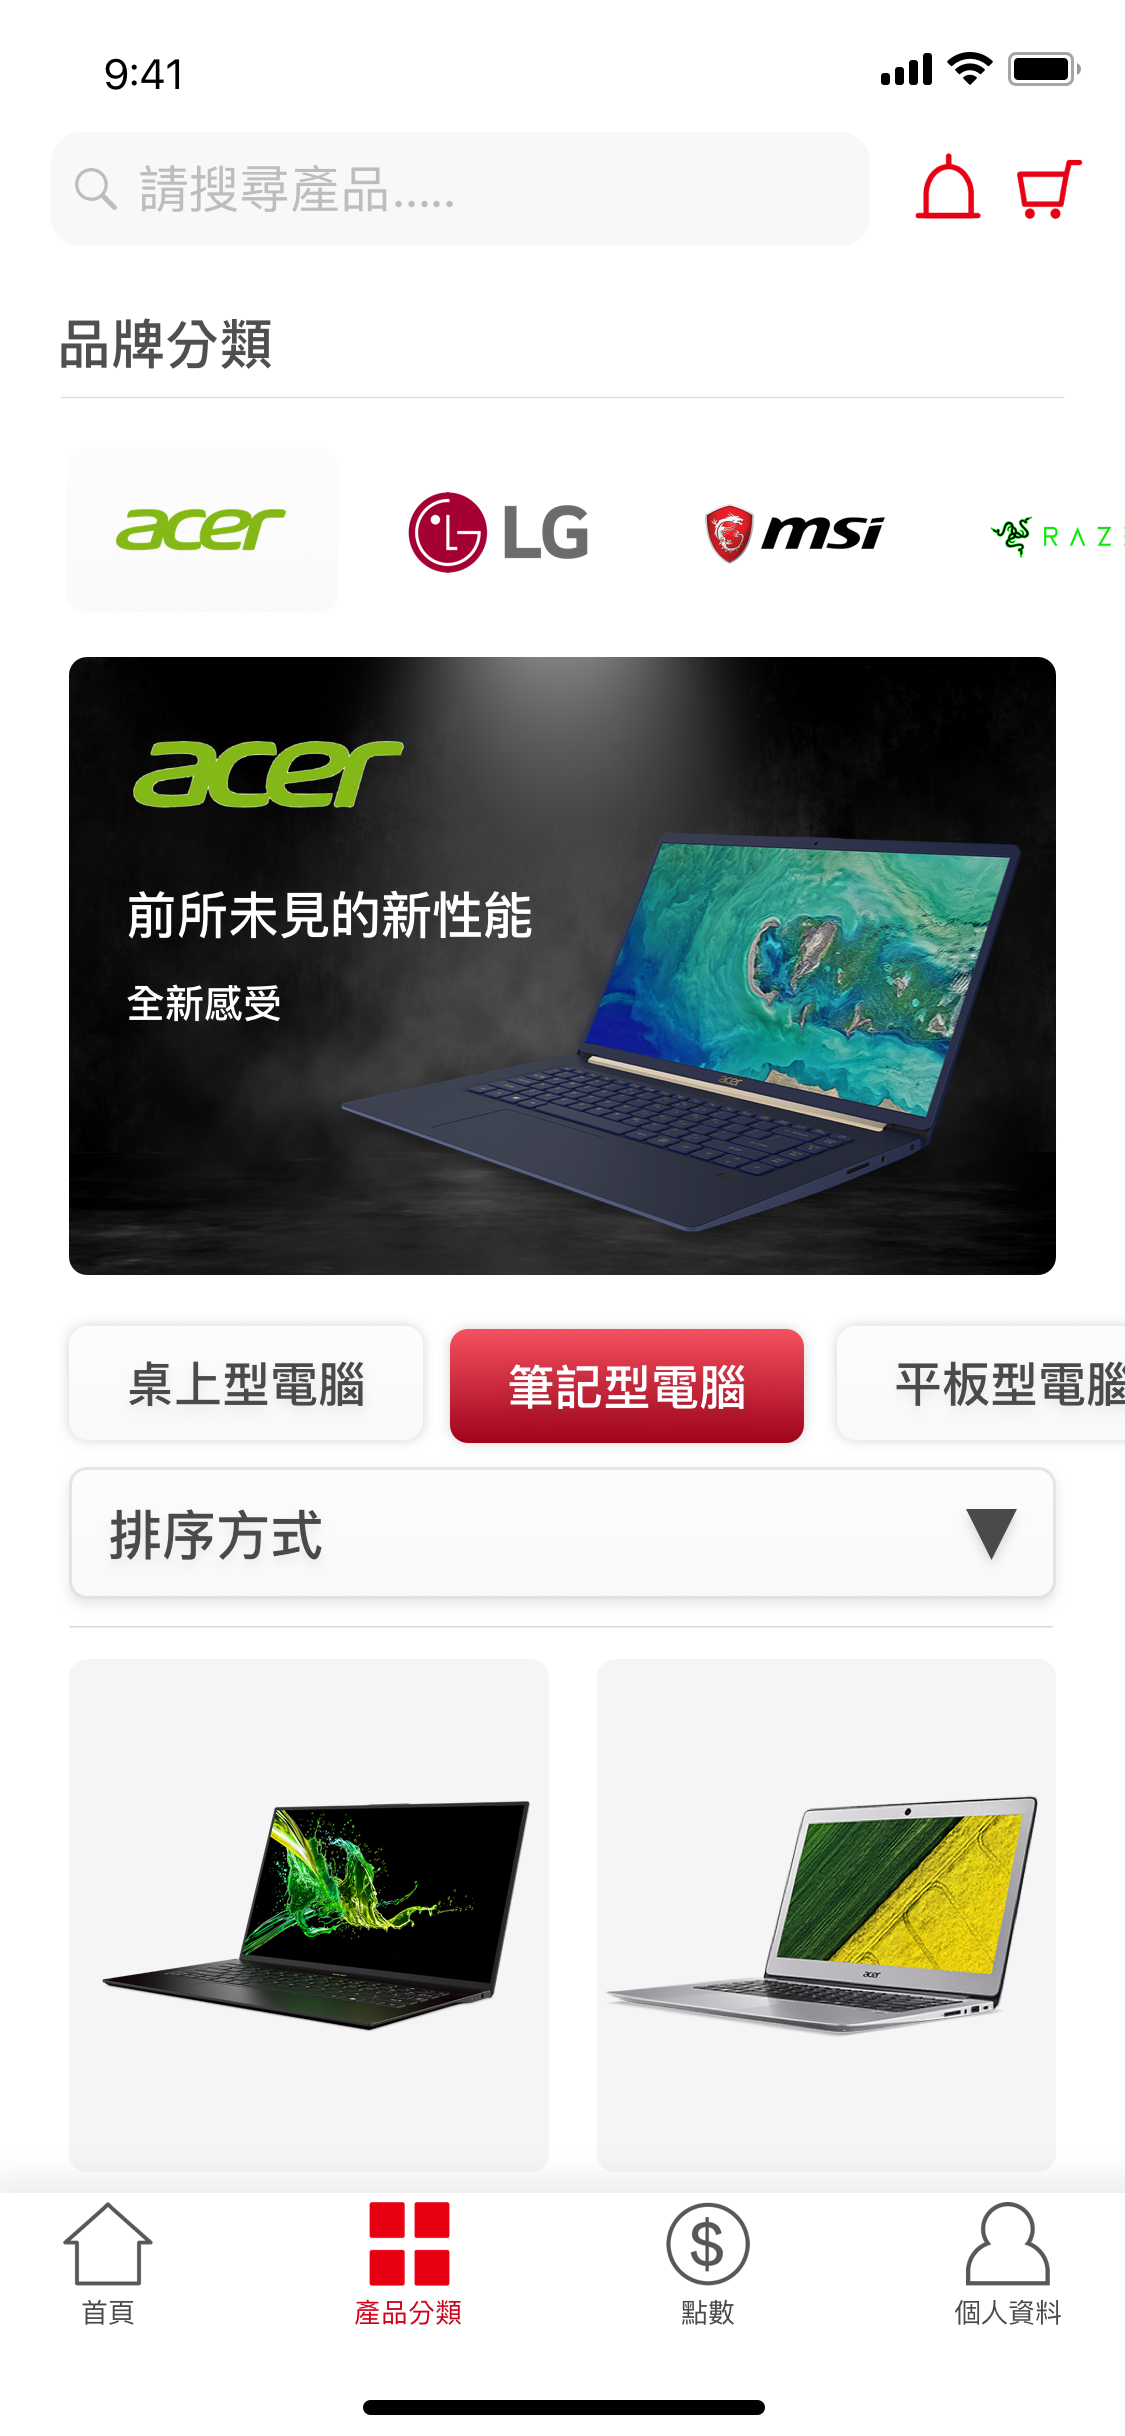 9:41
請搜尋產品.....
品牌分類
acer
LG
msi
RAZ
acer
前所未見的新性能
全新感受
acer
桌上型電腦
筆記型電腦
平板型電腦
排序方式
acer
首頁
產品分類
點數
個人資料